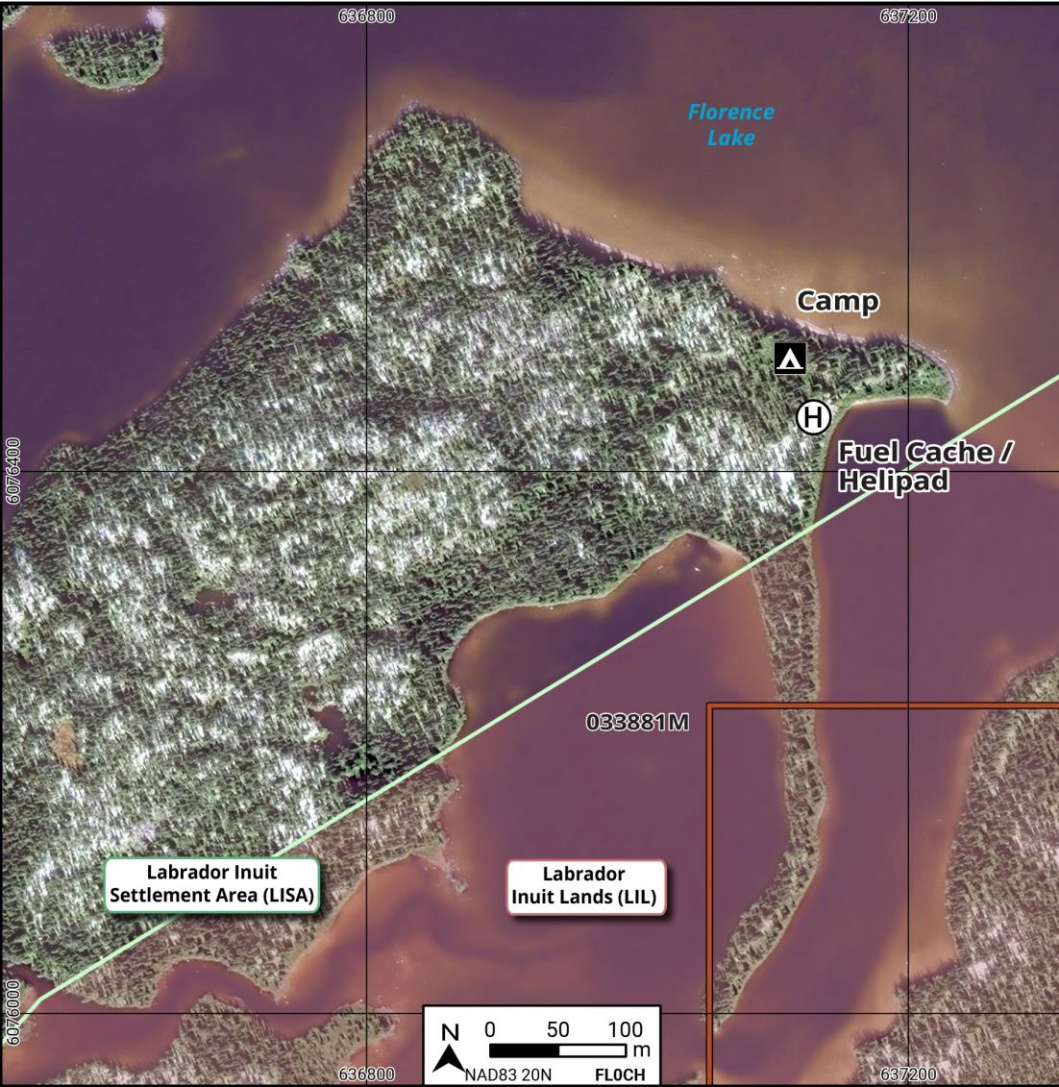 636800
637200
Florence
Lake
Camp
H
Fuel Cache /
Helipad
6076400
033881M
Labrador Inuit
Settlement Area (LISA)
Labrador
Inuit Lands (LIL)
6076000
N
0 50 100
m
NAD83 20N FL0CH
636800
637200